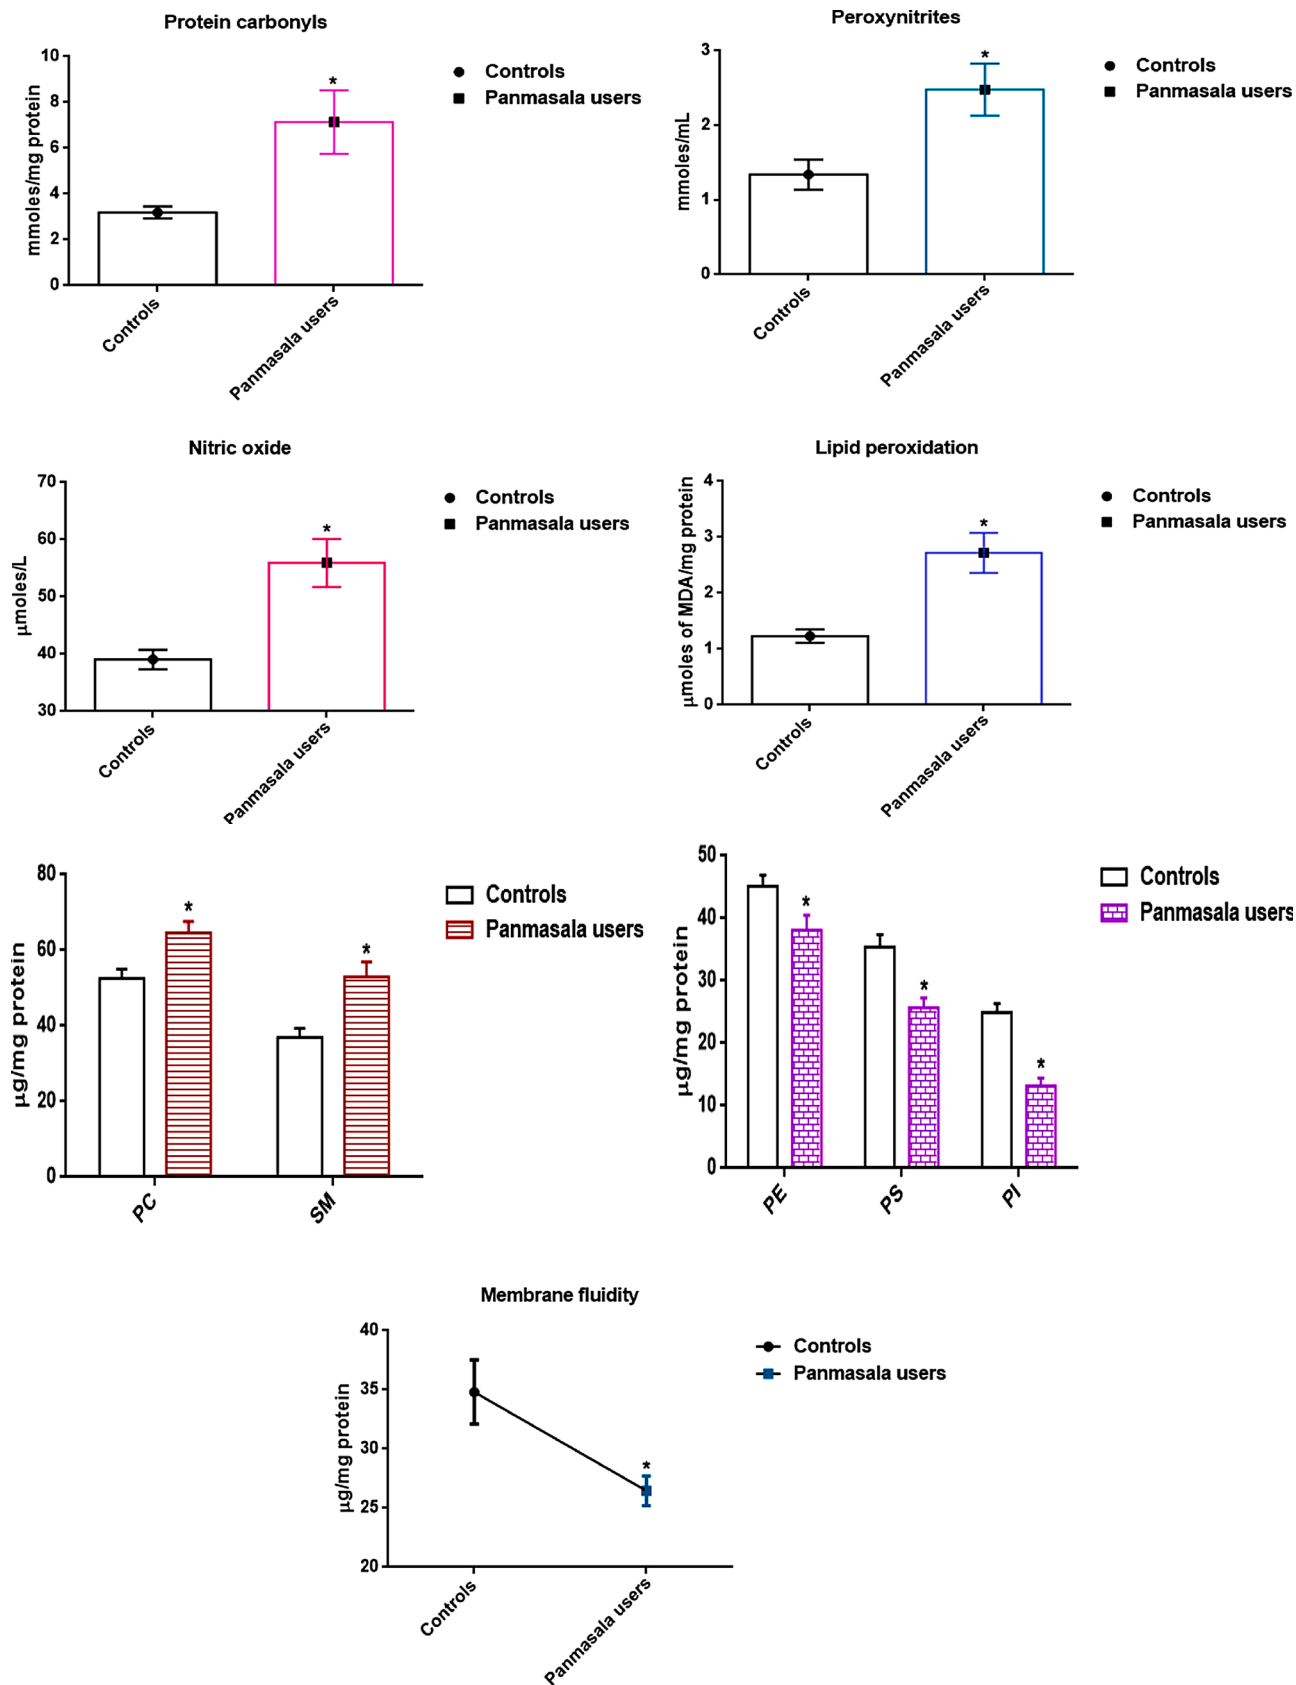 Protein carbonyls
10
8
6
4
2
0
mmoles/mg protein
Controls
Panmasala users
Controls
Panmasala users
*
Peroxynitrites
3
2
1
0
mmoles/mL
Controls
Panmasala users
Controls
Panmasala users
*
Nitric oxide
70
60
50
40
30
µmoles/L
Controls
Panmasala users
Controls
Panmasala users
*
Lipid peroxidation
4
3
2
1
0
µmoles of MDA/mg protein
Controls
Panmasala users
Controls
Panmasala users
*
80
60
40
20
0
µg/mg protein
Controls
Panmasala users
*
*
PC
SM
50
40
30
20
10
0
µg/mg protein
Controls
Panmasala users
*
*
*
PE
PS
PI
Membrane fluidity
40
35
30
25
20
µg/mg protein
Controls
Panmasala users
*
Controls
Panmasala users